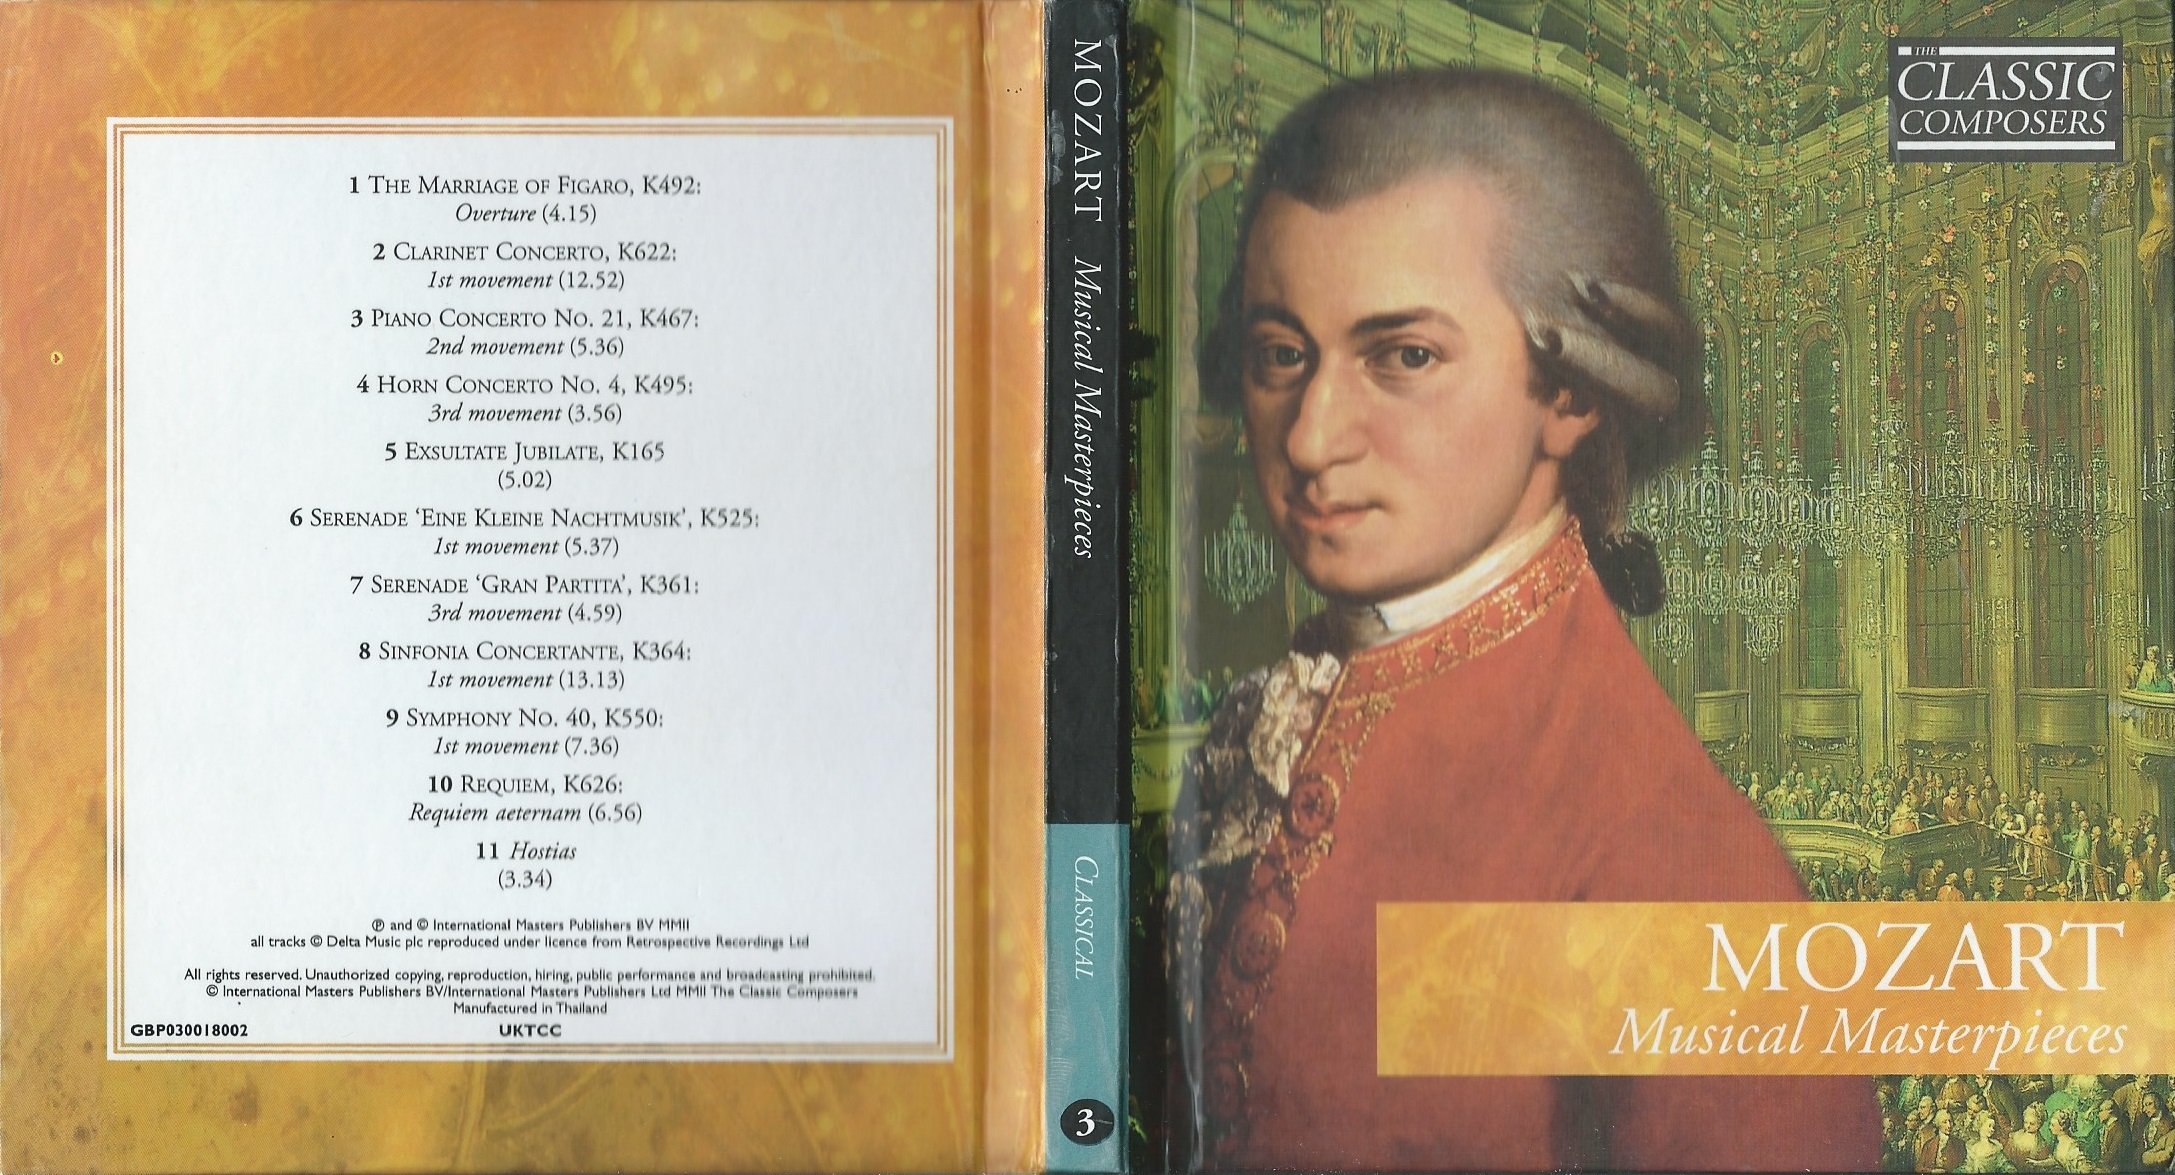 1 THE MARRIAGE OF FIGARO, K492:
Overture (4.15)
2 CLARINET CONCERTO, K622:
1st movement (12.52)
3 PIANO CONCERTO NO. 21, K467:
2nd movement (5.36)
4 HORN CONCERTO NO. 4, K495:
3rd movement (3.56)
5 EXSULTATE JUBILATE, K165
(5.02)
6 SERENADE ‘EINE KLEINE NACHTMUSIK’, K525:
1st movement (5.37)
7 SERENADE ‘GRAN PARTITA’, K361:
3rd movement (4.59)
8 SINFONIA CONCERTANTE, K364:
1st movement (13.13)
9 SYMPHONY NO. 40, K550:
1st movement (7.36)
10 REQUIEM, K626:
Requiem aeternam (6.56)
11 Hostias
(3.34)
℗ and © International Masters Publishers BV MMII
all tracks © Delta Music plc reproduced under licence from Retrospective Recordings Ltd
All rights reserved. Unauthorized copying, reproduction, hiring, public performance and broadcasting prohibited.
© International Masters Publishers BV/International Masters Publishers Ltd MMII The Classic Composers
Manufactured in Thailand
GBP030018002 UKTCC
MOZART Musical Masterpieces
CLASSICAL
3
THE
CLASSIC
COMPOSERS
MOZART
Musical Masterpieces